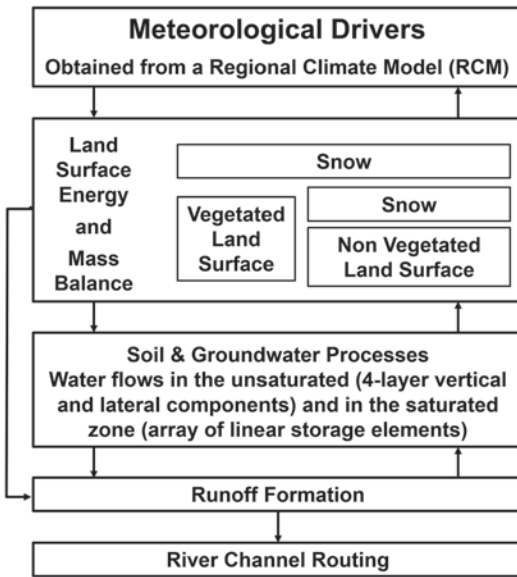 Meteorological Drivers
Obtained from a Regional Climate Model (RCM)
Land
Surface
Energy
and
Mass
Balance
Snow
Vegetated
Land
Surface
Snow
Non Vegetated
Land Surface
Soil & Groundwater Processes
Water flows in the unsaturated (4-layer vertical
and lateral components) and in the saturated
zone (array of linear storage elements)
Runoff Formation
River Channel Routing